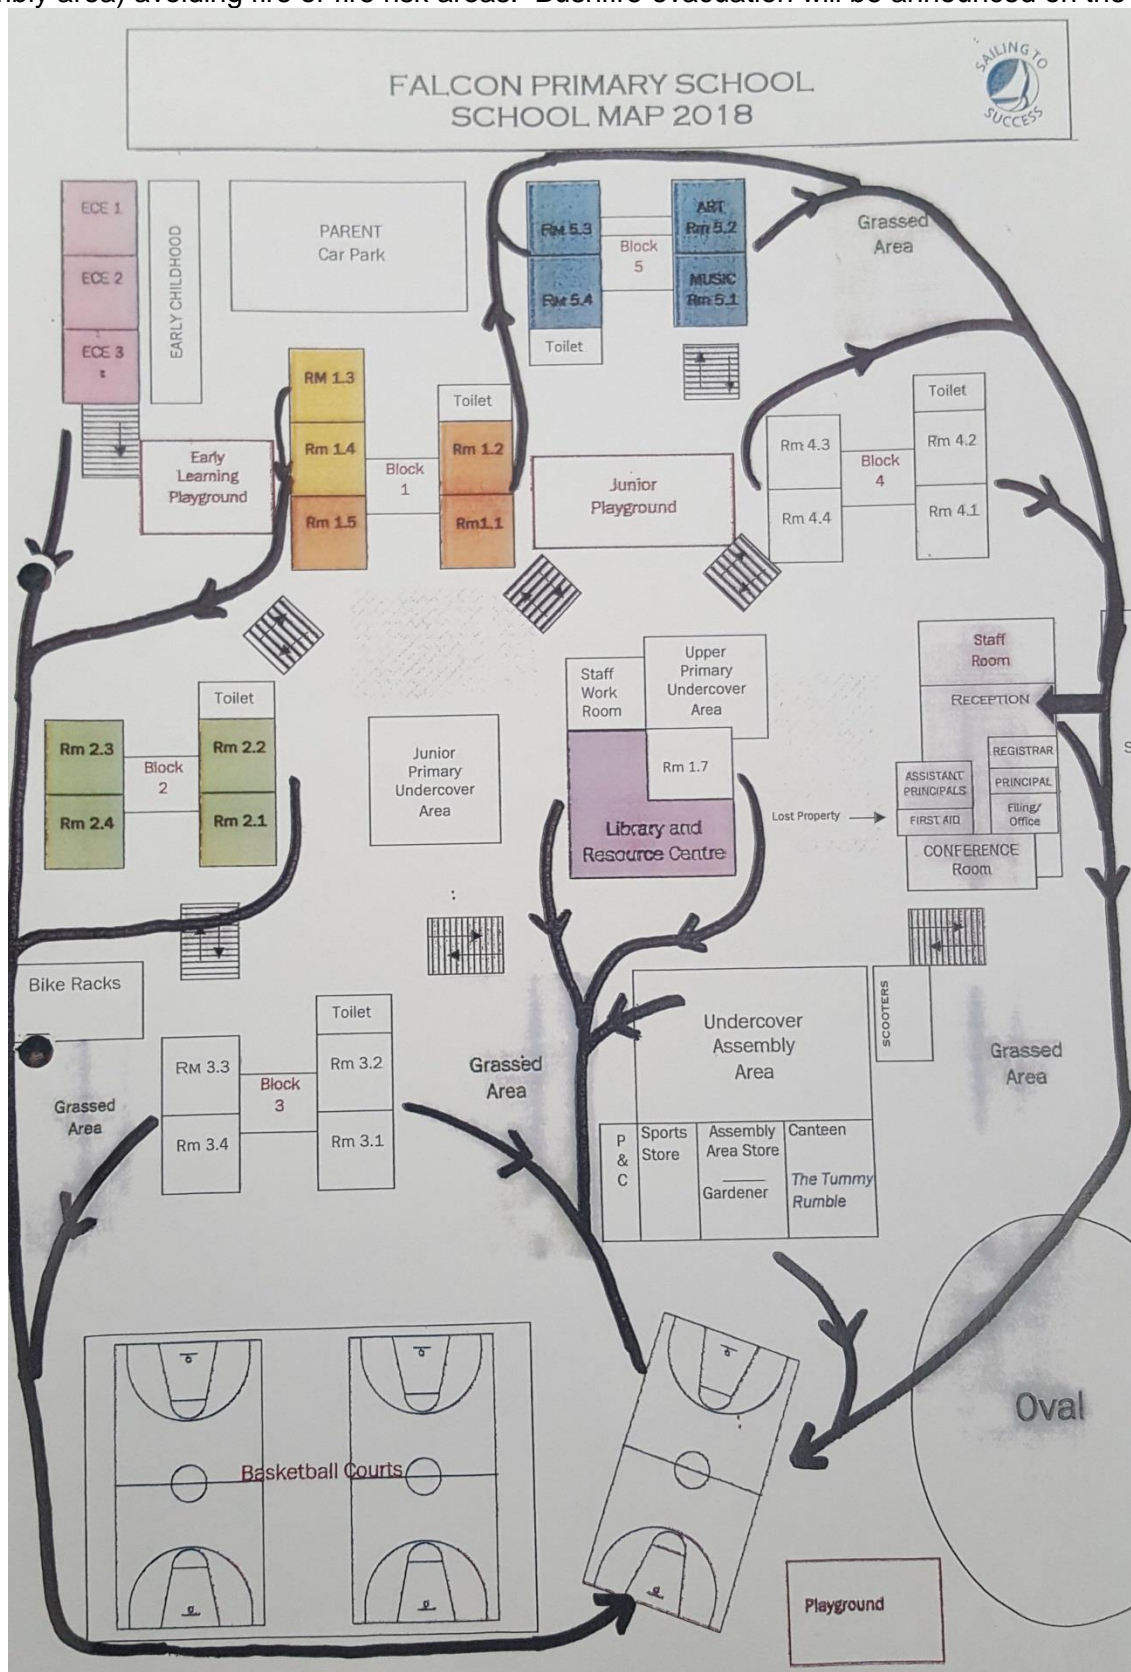 area) avoiding fire or fire risk areas. Bushfire evacuation will be announced on the
FALCON PRIMARY SCHOOL
SCHOOL MAP 2018
SAILING TO
SUCCESS
ECE 1
ECE 2
ECE 3
EARLY CHILDHOOD
PARENT
Car Park
RM 5.3
RM 5.4
Toilet
Block
5
ART
Rm 5.2
MUSIC
Rm 5.1
Grassed
Area
RM 1.3
Rm 1.4
Rm 1.5
Block
1
Toilet
Rm 1.2
Rm1.1
Early
Learning
Playground
Junior
Playground
Rm 4.3
Rm 4.4
Block
4
Toilet
Rm 4.2
Rm 4.1
Staff
Room
RECEPTION
REGISTRAR
PRINCIPAL
Filing/
Office
ASSISTANT
PRINCIPALS
FIRST AID
CONFERENCE
Room
Lost Property
Staff
Work
Room
Upper
Primary
Undercover
Area
Rm 1.7
Library and
Resource Centre
Junior
Primary
Undercover
Area
Toilet
Rm 2.3
Rm 2.4
Block
2
Rm 2.2
Rm 2.1
Bike Racks
Grassed
Area
RM 3.3
Rm 3.4
Block
3
Toilet
Rm 3.2
Rm 3.1
Grassed
Area
Undercover
Assembly
Area
SCOOTERS
Grassed
Area
P
&
C
Sports
Store
Assembly
Area Store
Gardener
Canteen
The Tummy
Rumble
Basketball Courts
Oval
Playground